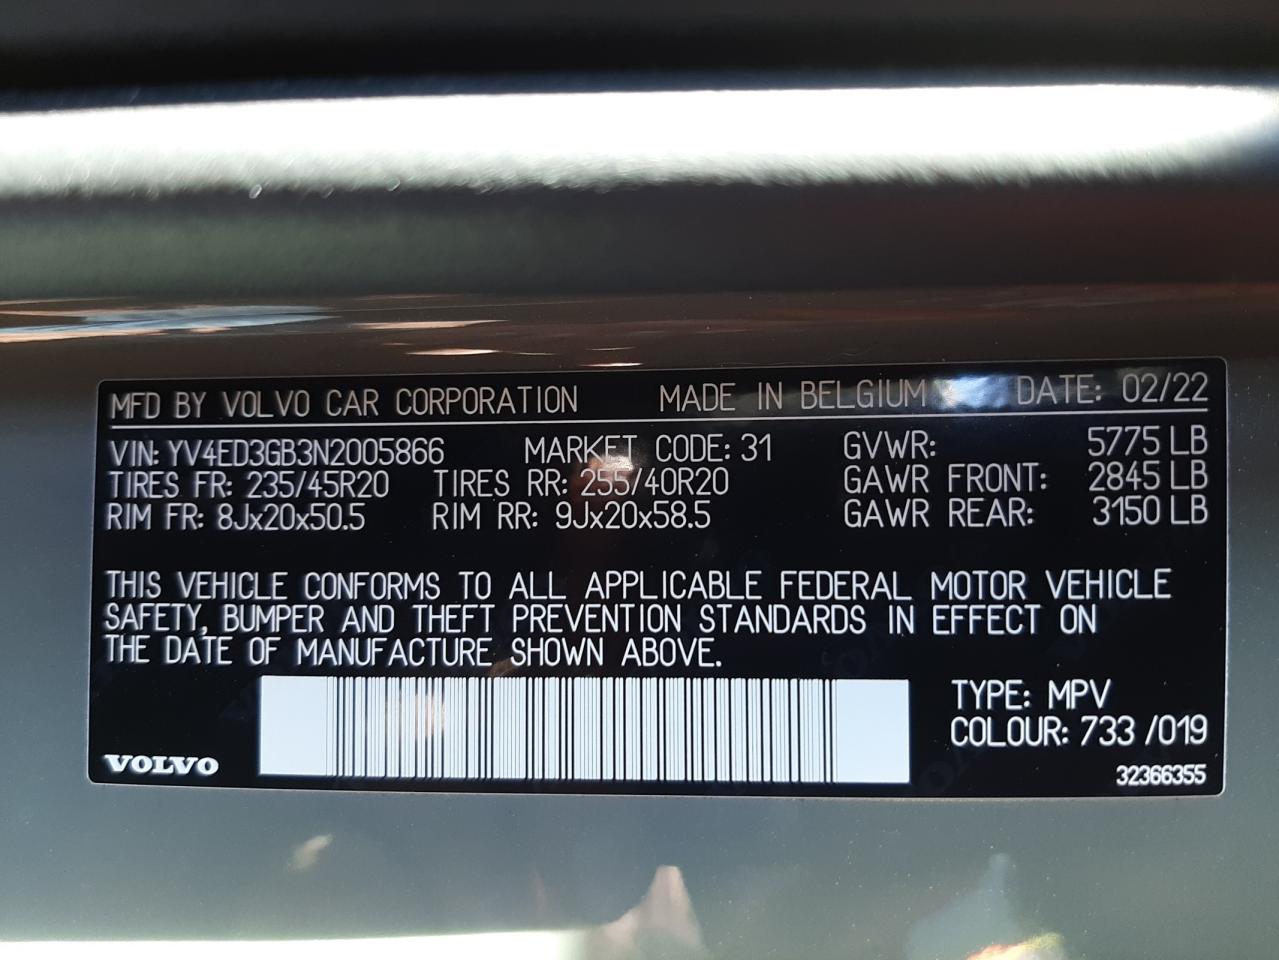 MFD BY VOLVO CAR CORPORATION MADE IN BELGIUM DATE: 02/22
VIN: YV4ED3GB3N2005866 MARKET CODE: 31 GVWR: 5775 LB
TIRES FR: 235/45R20 TIRES RR: 255/40R20 GAWR FRONT: 2845 LB
RIM FR: 8Jx20x50.5 RIM RR: 9Jx20x58.5 GAWR REAR: 3150 LB
THIS VEHICLE CONFORMS TO ALL APPLICABLE FEDERAL MOTOR VEHICLE
SAFETY, BUMPER AND THEFT PREVENTION STANDARDS IN EFFECT ON
THE DATE OF MANUFACTURE SHOWN ABOVE.
TYPE: MPV
COLOUR: 733 /019
VOLVO 32366355